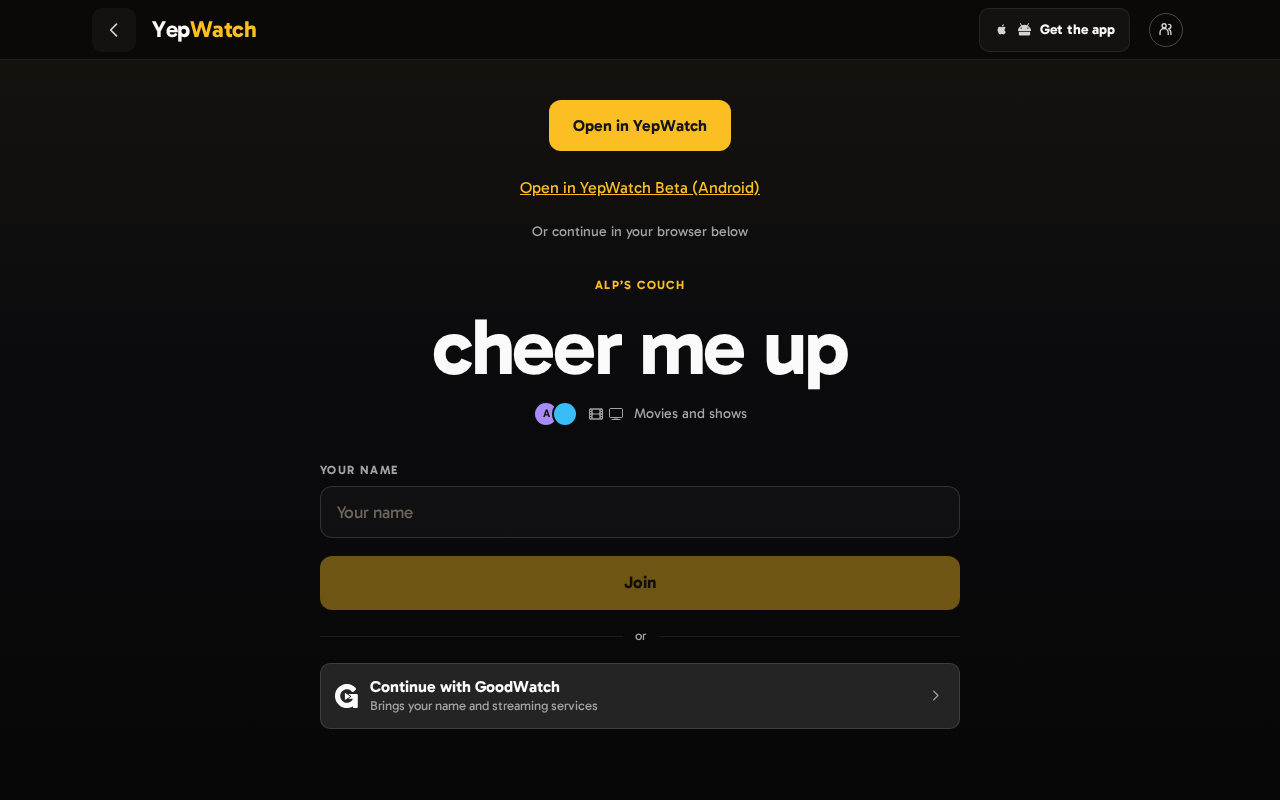 YepWatch
Get the app
Open in YepWatch
Open in YepWatch Beta (Android)
Or continue in your browser below
ALP’S COUCH
cheer me up
A
Movies and shows
YOUR NAME
Your name
Join
or
Continue with GoodWatch
Brings your name and streaming services